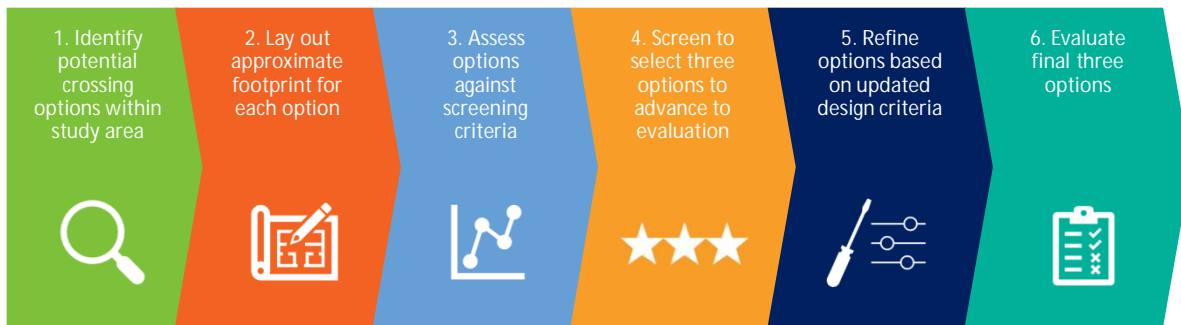 1. Identify
potential
crossing
options within
study area
2. Lay out
approximate
footprint for
each option
3. Assess
options
against
screening
criteria
4. Screen to
select three
options to
advance to
evaluation
5. Refine
options based
on updated
design criteria
6. Evaluate
final three
options